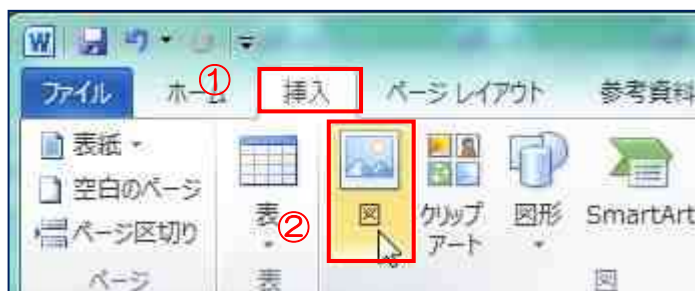 W
①
ファイル ホーム 挿入 ページ レイアウト 参考資料
表紙
空白のページ
ページ区切り
表
②
図
クリップ
アート
図形
SmartArt
ページ 表 図